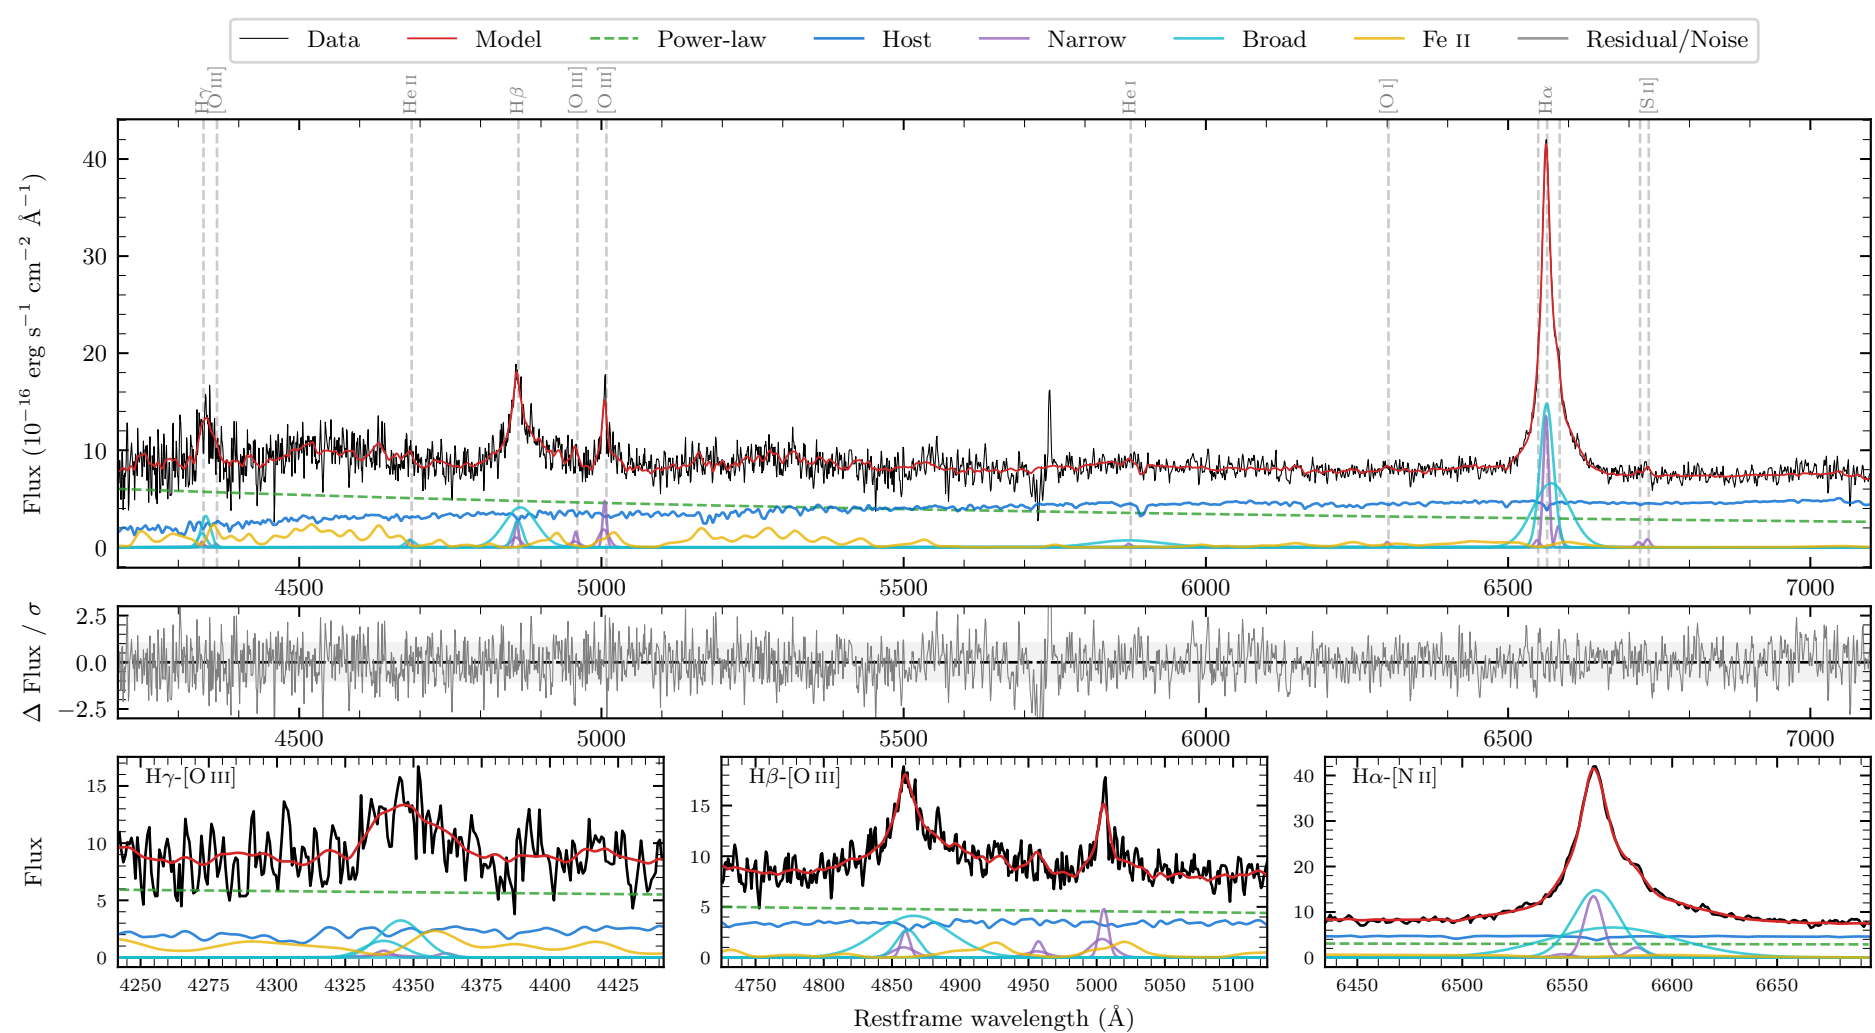 Data Model Power-law Host Narrow Broad Fe II Residual/Noise
Hγ [O III] He II Hβ [O III] [O III] He I [O I] Hα [S II]
Flux (10⁻¹⁶ erg s⁻¹ cm⁻² Å⁻¹)
40
30
20
10
0
4500 5000 5500 6000 6500 7000
Δ Flux / σ
2.5
0.0
−2.5
4500 5000 5500 6000 6500 7000
Flux
Hγ-[O III]
15
10
5
0
4250 4275 4300 4325 4350 4375 4400 4425
Hβ-[O III]
15
10
5
0
4750 4800 4850 4900 4950 5000 5050 5100
Hα-[N II]
40
30
20
10
0
6450 6500 6550 6600 6650
Restframe wavelength (Å)